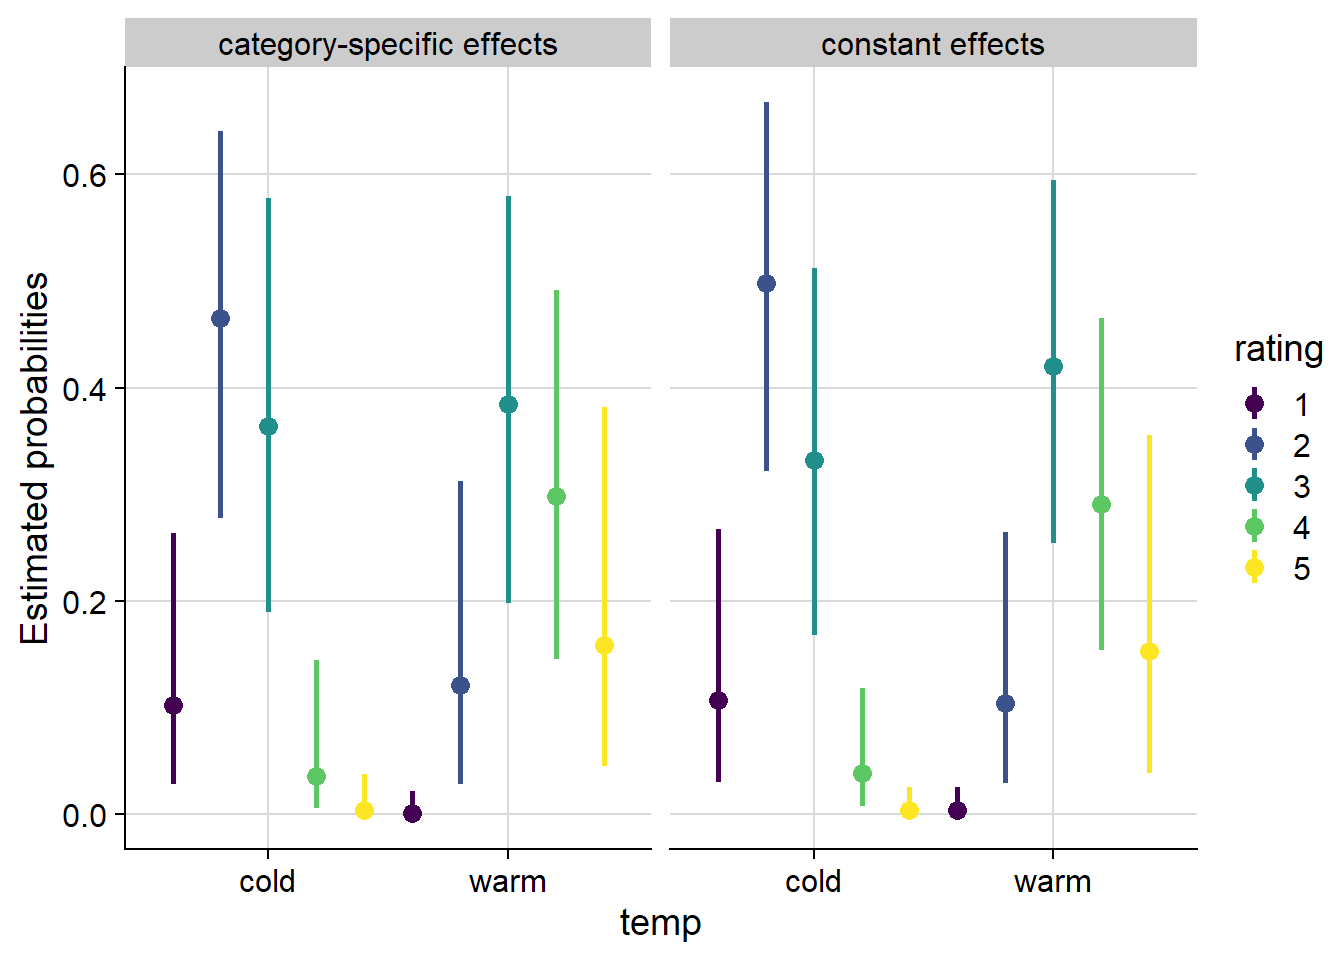 category-specific effects
constant effects
Estimated probabilities
0.6
0.4
0.2
0.0
cold
warm
cold
warm
temp
rating
1
2
3
4
5